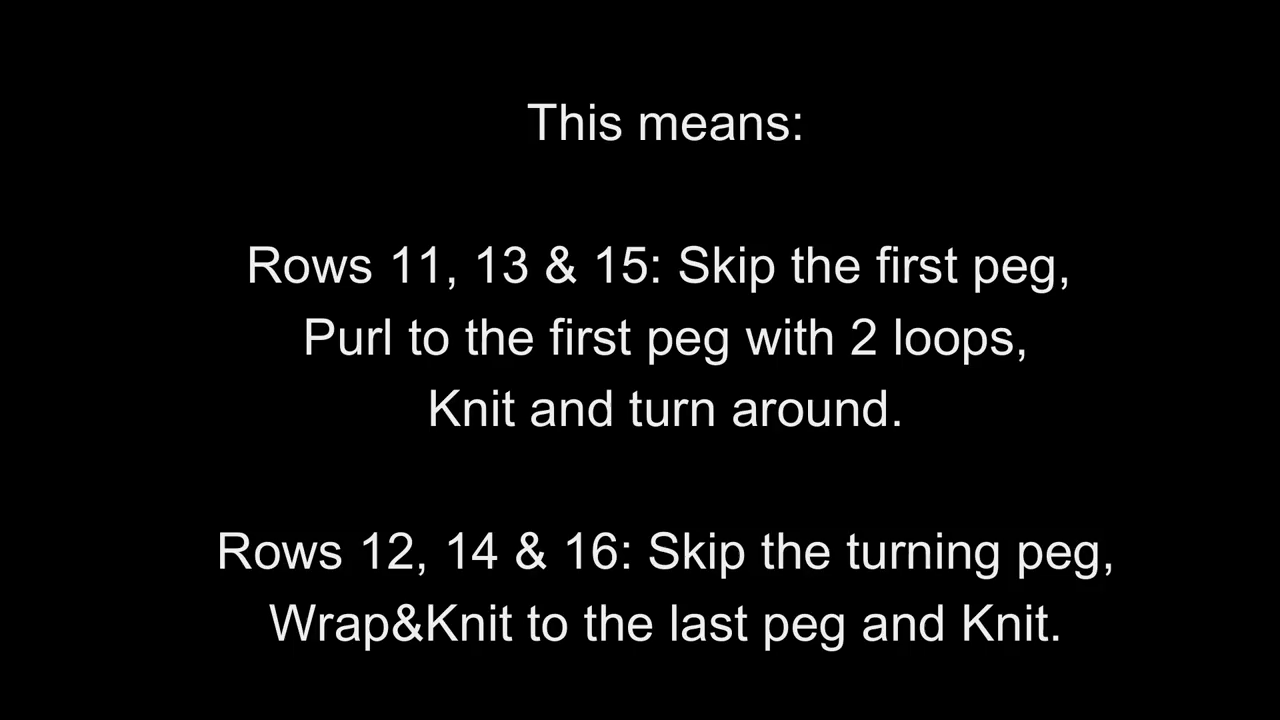 This means:
Rows 11, 13 & 15: Skip the first peg,
Purl to the first peg with 2 loops,
Knit and turn around.
Rows 12, 14 & 16: Skip the turning peg,
Wrap&Knit to the last peg and Knit.